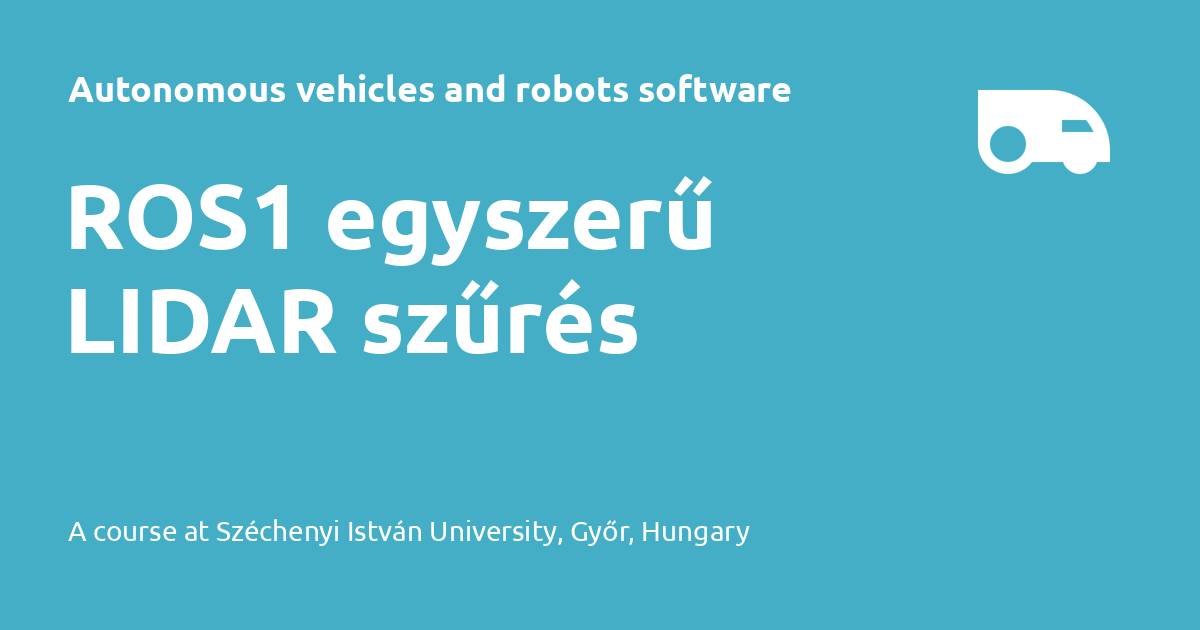 Autonomous vehicles and robots software
ROS1 egyszerű
LIDAR szűrés
A course at Széchenyi István University, Győr, Hungary